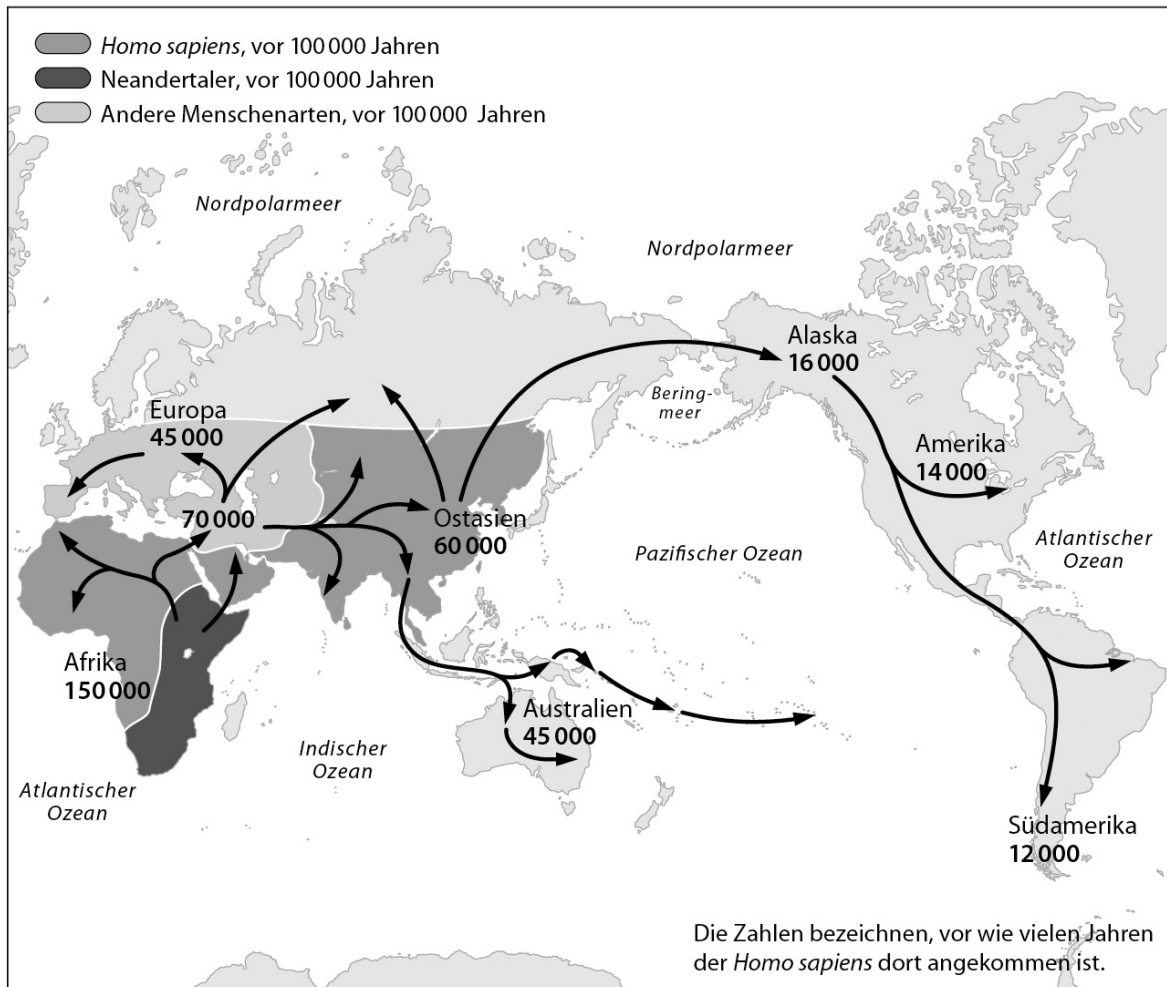 Homo sapiens, vor 100 000 Jahren
Neandertaler, vor 100 000 Jahren
Andere Menschenarten, vor 100 000 Jahren
Nordpolarmeer
Nordpolarmeer
Alaska
16 000
Bering-
meer
Europa
45 000
Amerika
14 000
70 000
Ostasien
60 000
Pazifischer Ozean
Atlantischer
Ozean
Afrika
150 000
Australien
45 000
Indischer
Ozean
Atlantischer
Ozean
Südamerika
12 000
Die Zahlen bezeichnen, vor wie vielen Jahren
der Homo sapiens dort angekommen ist.